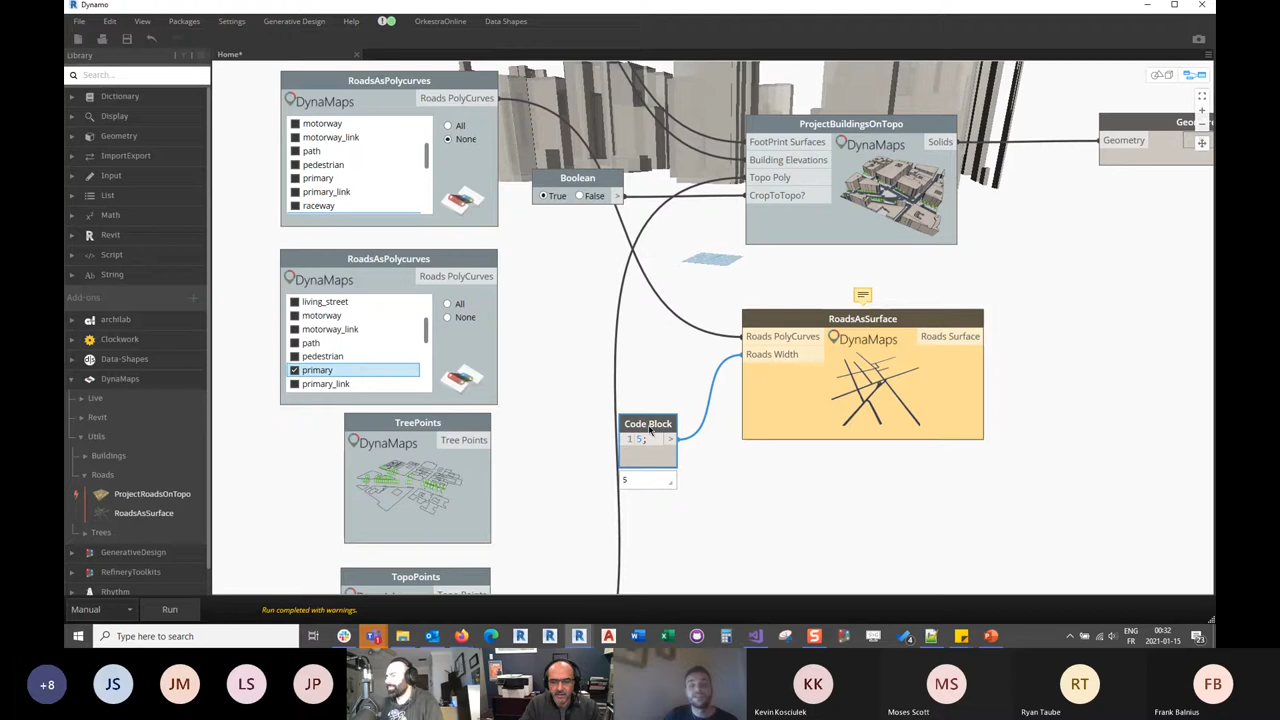 Dynamo
File Edit View Packages Settings Generative Design Help OrkestraOnline Data Shapes
Library
Home*
Search...
Dictionary
Display
Geometry
ImportExport
Input
List
Math
Revit
Script
String
Add-ons
archilab
Clockwork
Data-Shapes
DynaMaps
Live
Revit
Utils
Buildings
Roads
ProjectRoadsOnTopo
RoadsAsSurface
Trees
GenerativeDesign
RefineryToolkits
Rhythm
RoadsAsPolycurves
DynaMaps
Roads PolyCurves
motorway
motorway_link
path
pedestrian
primary
primary_link
raceway
All
None
RoadsAsPolycurves
DynaMaps
Roads PolyCurves
living_street
motorway
motorway_link
path
pedestrian
primary
primary_link
All
None
TreePoints
DynaMaps
Tree Points
TopoPoints
Boolean
True False >
Code Block
1 5; >
5
ProjectBuildingsOnTopo
FootPrint Surfaces
Building Elevations
Topo Poly
CropToTopo?
DynaMaps
Solids
Geometry
RoadsAsSurface
Roads PolyCurves
Roads Width
DynaMaps
Roads Surface
Manual
Run
Run completed with warnings.
Type here to search
ENG
FR
00:32
2021-01-15
+8
JS
JM
LS
JP
KK
Kevin Kosciulek
MS
Moses Scott
RT
Ryan Taube
FB
Frank Balnius